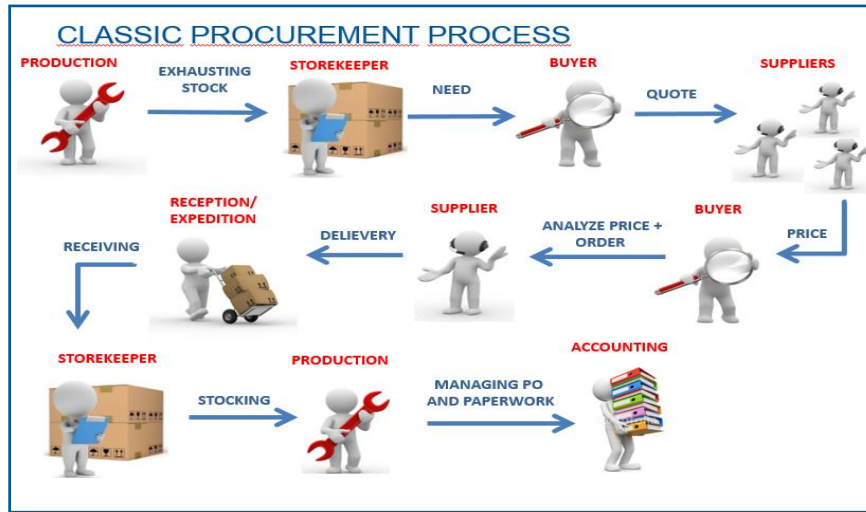 CLASSIC PROCUREMENT PROCESS
PRODUCTION
EXHAUSTING
STOCK
STOREKEEPER
NEED
BUYER
QUOTE
SUPPLIERS
RECEPTION/
EXPEDITION
RECEIVING
DELIEVERY
SUPPLIER
ANALYZE PRICE +
ORDER
BUYER
PRICE
STOREKEEPER
STOCKING
PRODUCTION
MANAGING PO
AND PAPERWORK
ACCOUNTING